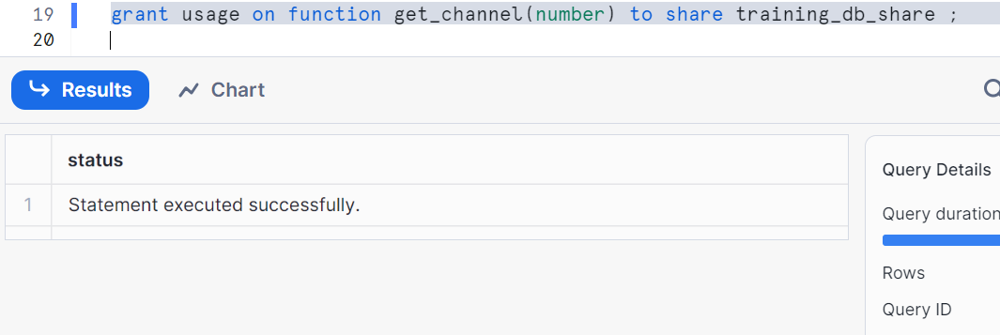 19 grant usage on function get_channel(number) to share training_db_share ;
20
Results Chart
status
1 Statement executed successfully.
Query Details
Query duration
Rows
Query ID